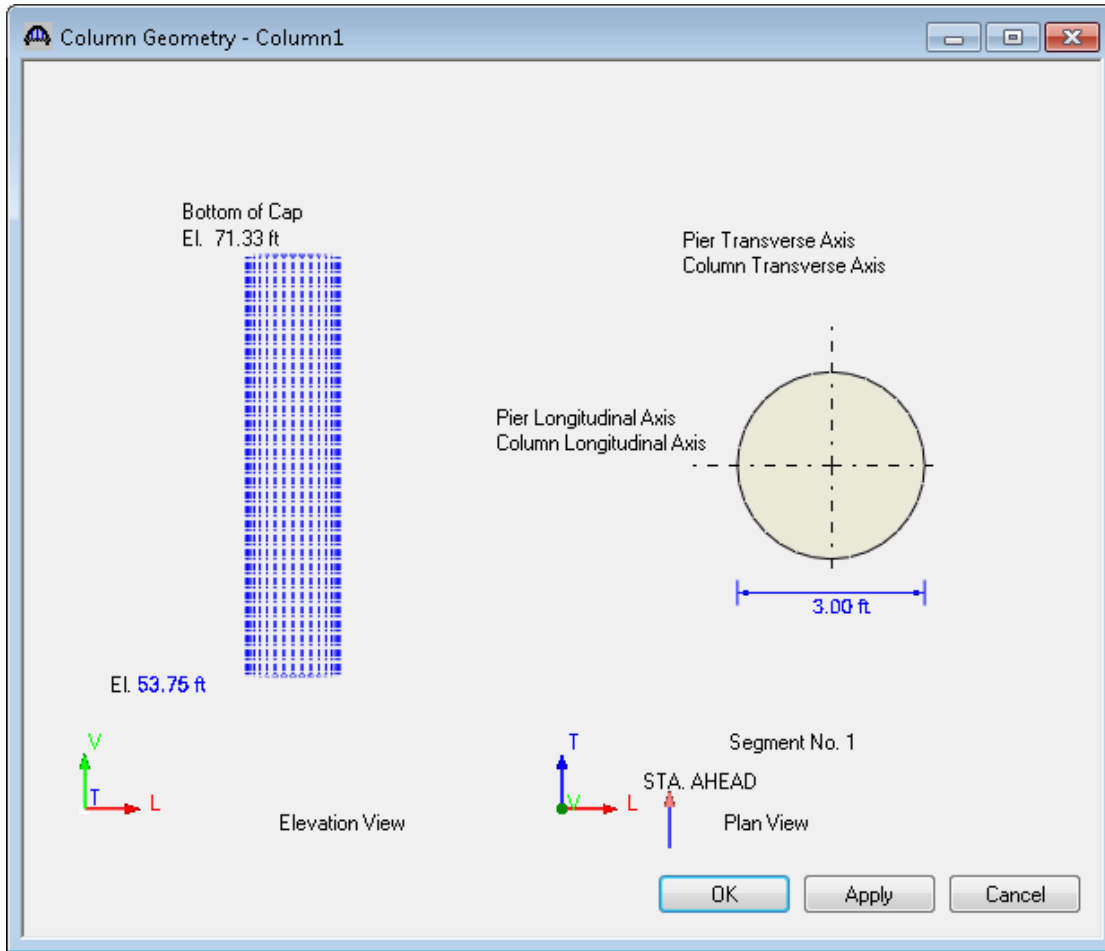 Column Geometry - Column1
Bottom of Cap
El. 71.33 ft
Pier Transverse Axis
Column Transverse Axis
Pier Longitudinal Axis
Column Longitudinal Axis
3.00 ft
El. 53.75 ft
V
T
L
Elevation View
T
V
L
Segment No. 1
STA. AHEAD
Plan View
OK
Apply
Cancel